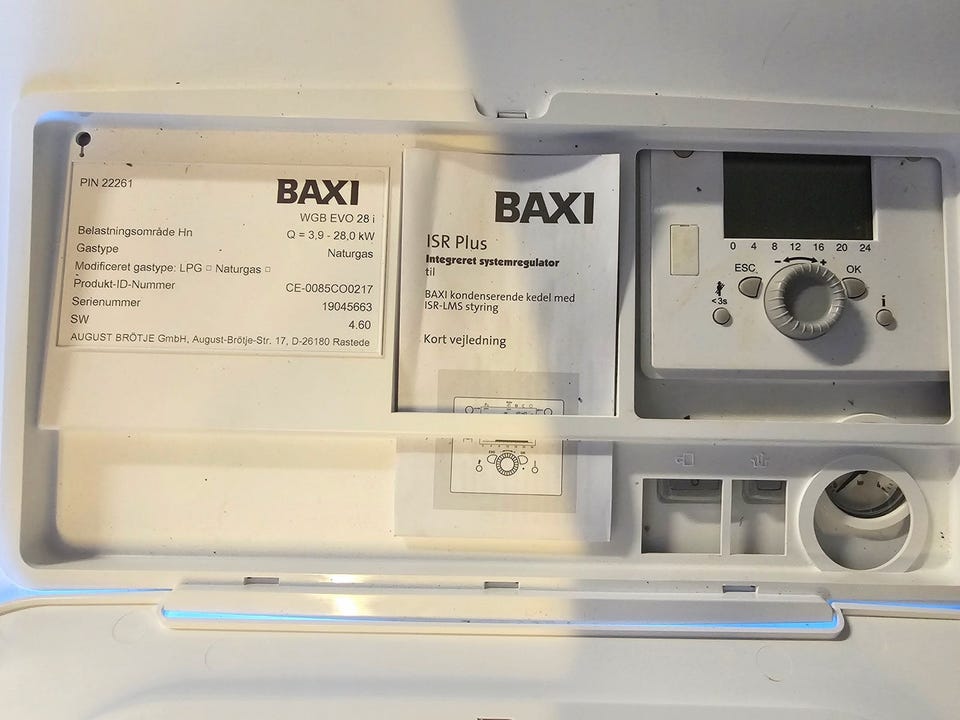 PIN 22261
BAXI
WGB EVO 28 i
Belastningsområde Hn Q = 3,9 - 28,0 kW
Gastype Naturgas
Modificeret gastype: LPG □ Naturgas □
Produkt-ID-Nummer CE-0085CO0217
Serienummer 19045663
SW 4.60
AUGUST BRÖTJE GmbH, August-Brötje-Str. 17, D-26180 Rastede
BAXI
ISR Plus
Integreret systemregulator
til
BAXI kondenserende kedel med
ISR-LMS styring
Kort vejledning
0 4 8 12 16 20 24
- +
ESC OK
<3s
i